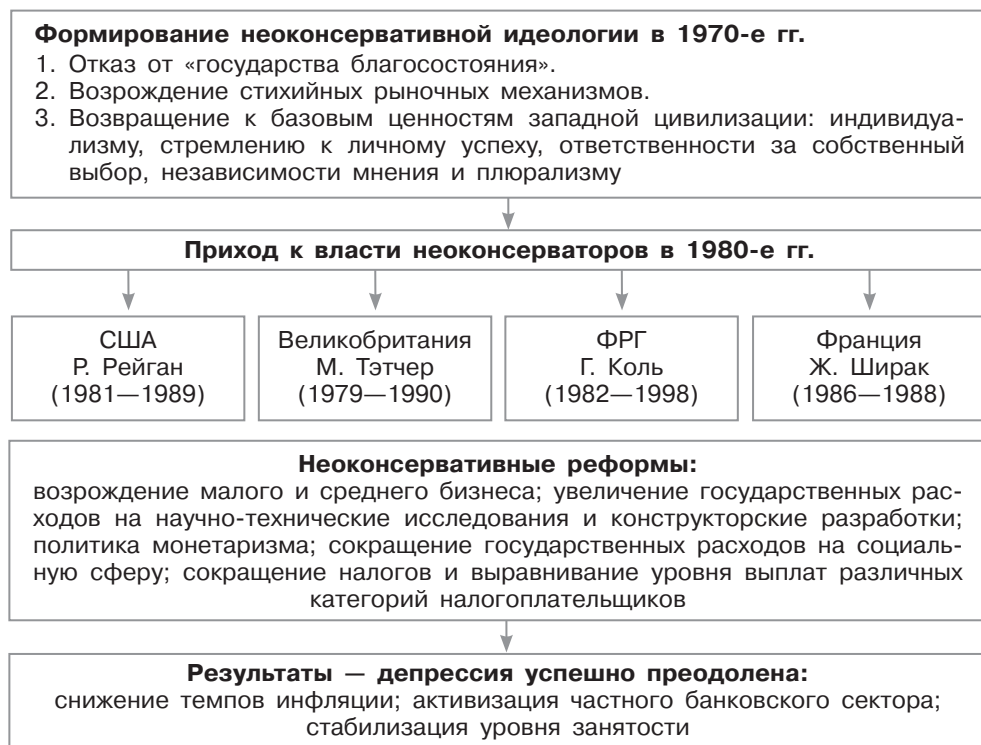 Формирование неоконсервативной идеологии в 1970-е гг.
1. Отказ от «государства благосостояния».
2. Возрождение стихийных рыночных механизмов.
3. Возвращение к базовым ценностям западной цивилизации: индивидуа-
лизму, стремлению к личному успеху, ответственности за собственный
выбор, независимости мнения и плюрализму
Приход к власти неоконсерваторов в 1980-е гг.
США
Р. Рейган
(1981—1989)
Великобритания
М. Тэтчер
(1979—1990)
ФРГ
Г. Коль
(1982—1998)
Франция
Ж. Ширак
(1986—1988)
Неоконсервативные реформы:
возрождение малого и среднего бизнеса; увеличение государственных рас-
ходов на научно-технические исследования и конструкторские разработки;
политика монетаризма; сокращение государственных расходов на социаль-
ную сферу; сокращение налогов и выравнивание уровня выплат различных
категорий налогоплательщиков
Результаты — депрессия успешно преодолена:
снижение темпов инфляции; активизация частного банковского сектора;
стабилизация уровня занятости